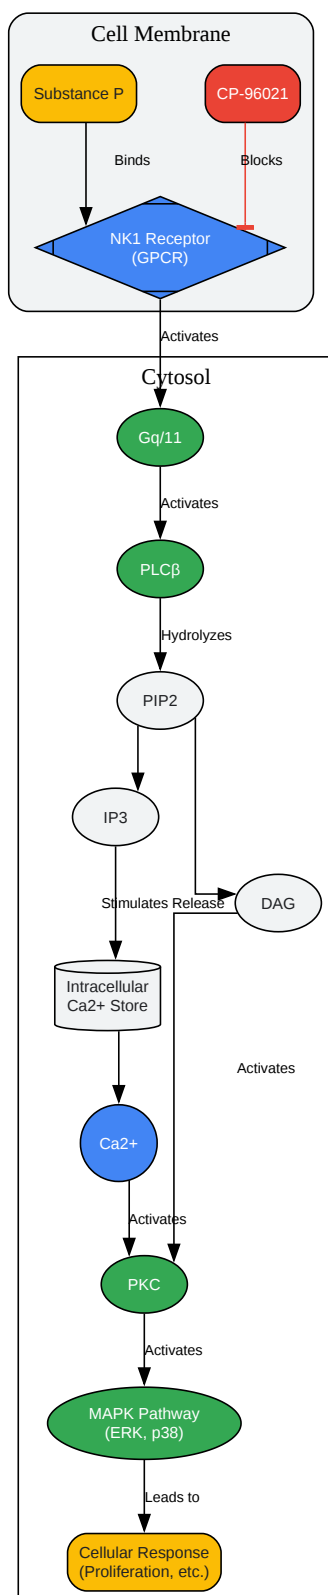 Cell Membrane
Substance P
CP-96021
Binds
Blocks
NK1 Receptor
(GPCR)
Activates
Cytosol
Gq/11
Activates
PLCβ
Hydrolyzes
PIP2
IP3
Stimulates Release
DAG
Intracellular
Ca2+ Store
Activates
Ca2+
Activates
PKC
Activates
MAPK Pathway
(ERK, p38)
Leads to
Cellular Response
(Proliferation, etc.)